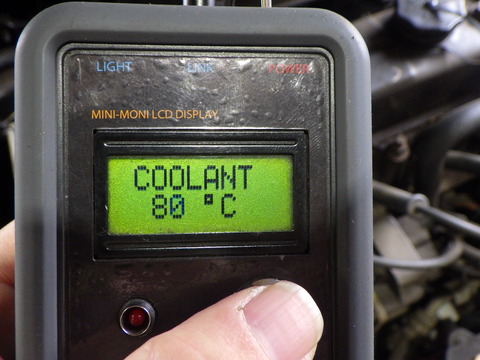 LIGHT LINK POWER
MINI-MONI LCD DISPLAY
COOLANT
80 °C